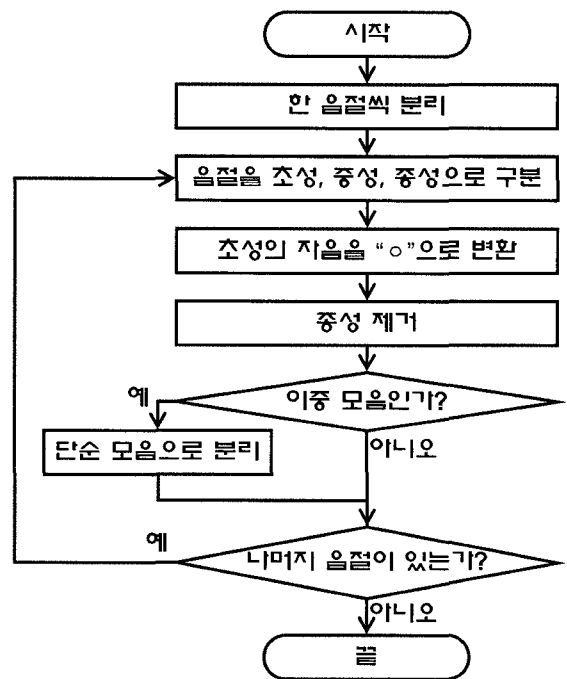 시작
한 음절씩 분리
음절을 초성, 중성, 종성으로 구분
초성의 자음을 “ㅇ”으로 변환
종성 제거
이중 모음인가?
예
단순 모음으로 분리
아니오
예
나머지 음절이 있는가?
아니오
끝